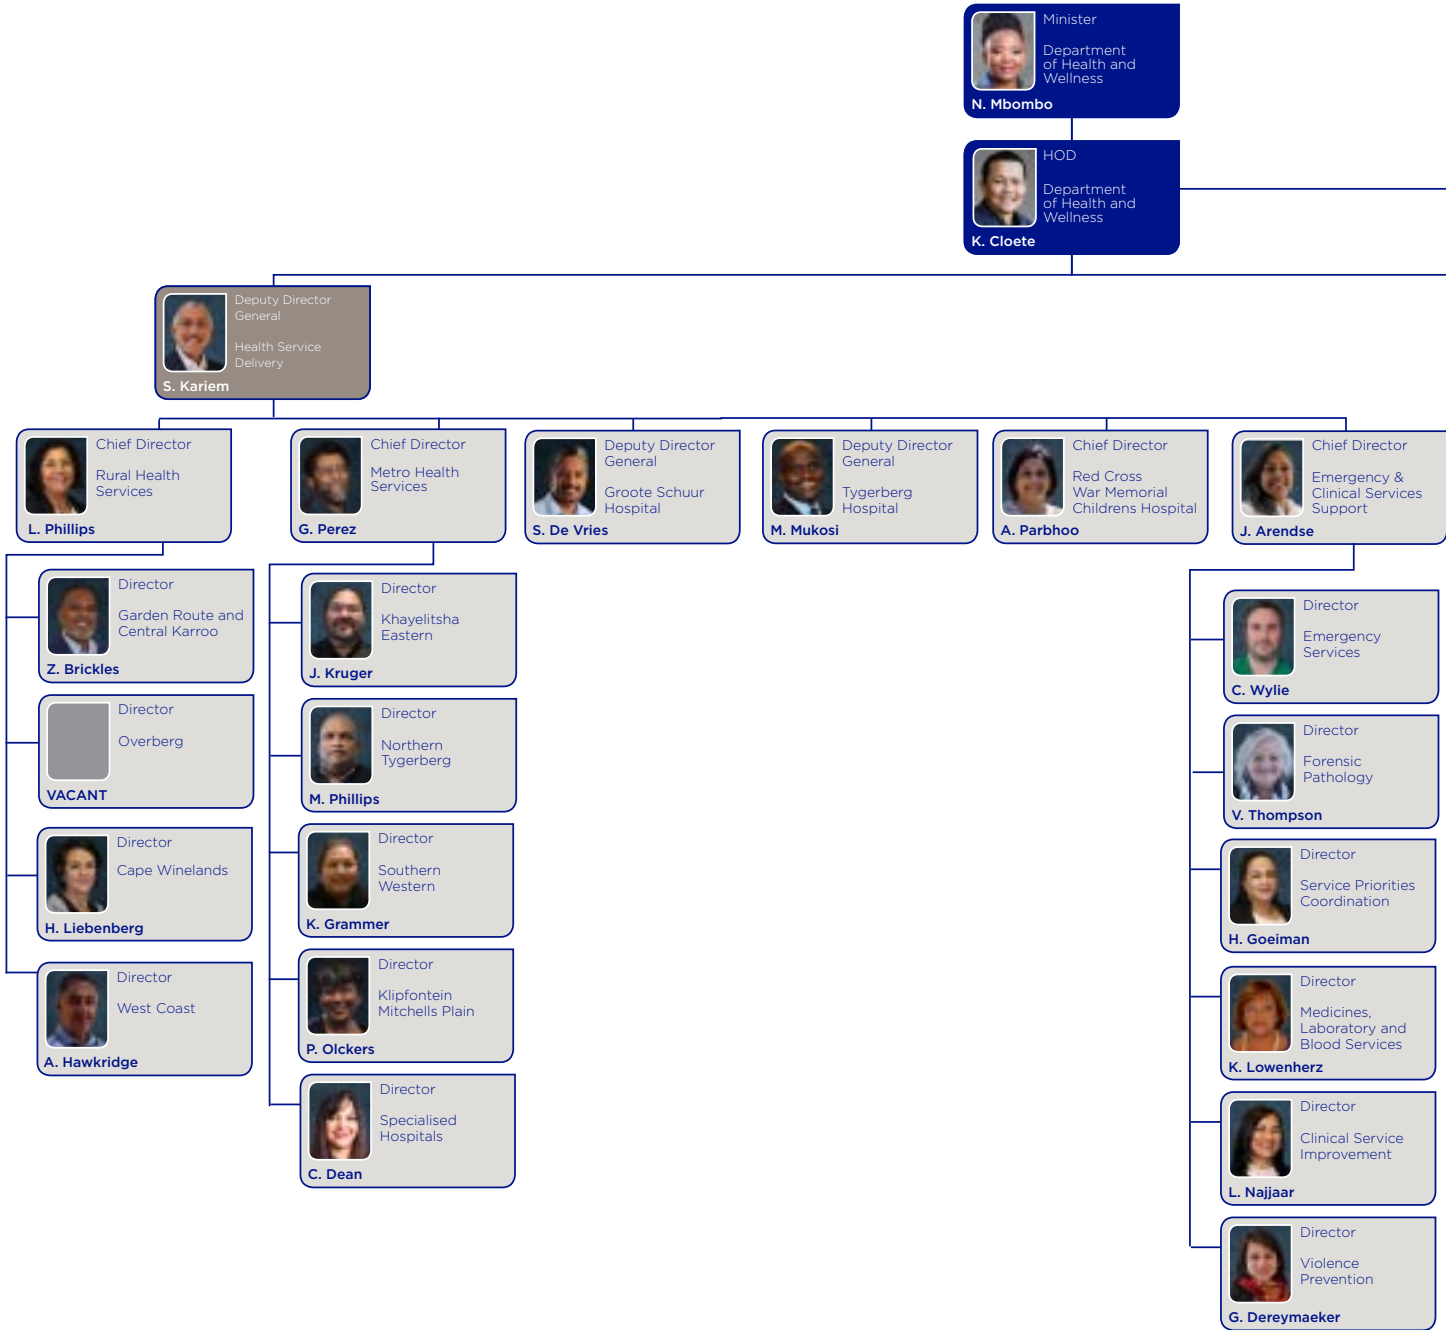 Minister
Department
of Health and
Wellness
N. Mbombo
HOD
Department
of Health and
Wellness
K. Cloete
Deputy Director
General
Health Service
Delivery
S. Kariem
Chief Director
Rural Health
Services
L. Phillips
Chief Director
Metro Health
Services
G. Perez
Deputy Director
General
Groote Schuur
Hospital
S. De Vries
Deputy Director
General
Tygerberg
Hospital
M. Mukosi
Chief Director
Red Cross
War Memorial
Childrens Hospital
A. Parbhoo
Chief Director
Emergency &
Clinical Services
Support
J. Arendse
Director
Garden Route and
Central Karroo
Z. Brickles
Director
Overberg
VACANT
Director
Cape Winelands
H. Liebenberg
Director
West Coast
A. Hawkridge
Director
Khayelitsha
Eastern
J. Kruger
Director
Northern
Tygerberg
M. Phillips
Director
Southern
Western
K. Grammer
Director
Klipfontein
Mitchells Plain
P. Olckers
Director
Specialised
Hospitals
C. Dean
Director
Emergency
Services
C. Wylie
Director
Forensic
Pathology
V. Thompson
Director
Service Priorities
Coordination
H. Goeiman
Director
Medicines,
Laboratory and
Blood Services
K. Lowenherz
Director
Clinical Service
Improvement
L. Najjaar
Director
Violence
Prevention
G. Dereymaeker